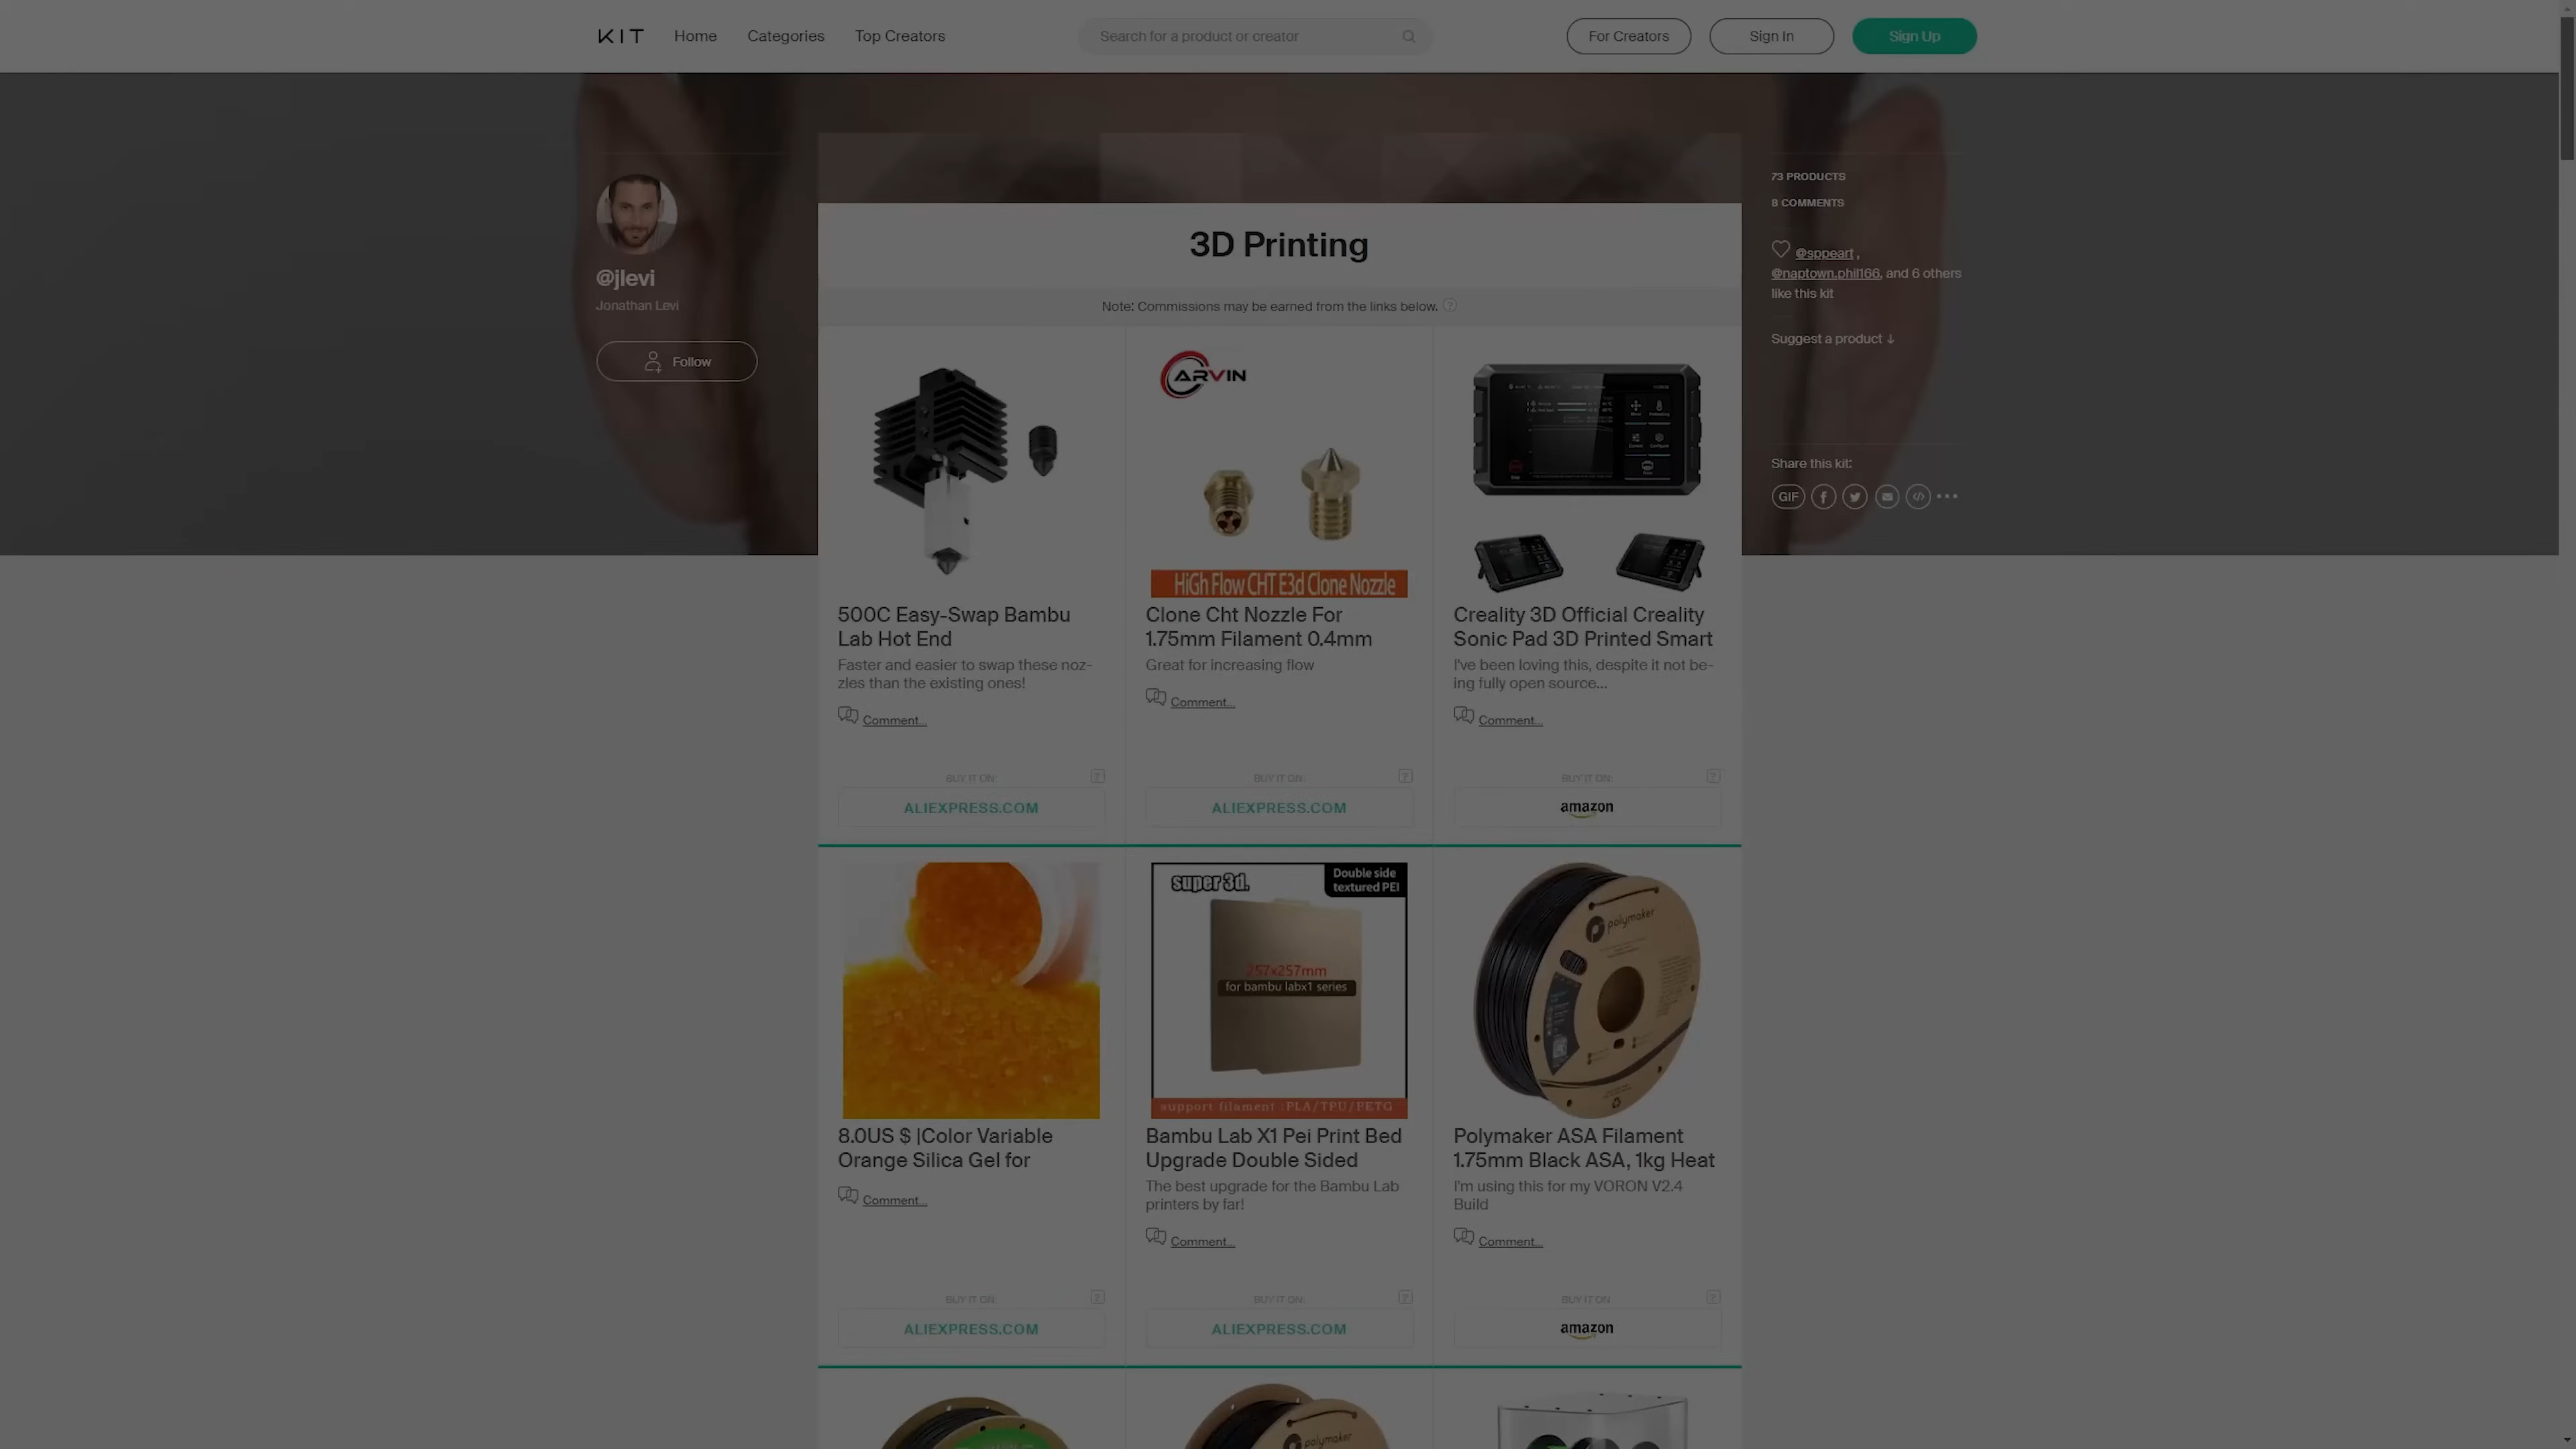 KIT Home Categories Top Creators Search for a product or creator For Creators Sign In Sign Up
@jlevi
Jonathan Levi
Follow
3D Printing
Note: Commissions may be earned from the links below.
73 PRODUCTS
8 COMMENTS
@sppeart ,
@naptown.phil166, and 6 others
like this kit
Suggest a product ↓
Share this kit:
GIF
ARVIN
HiGh Flow CHT E3d Clone Nozzle
500C Easy-Swap Bambu
Lab Hot End
Faster and easier to swap these noz-
zles than the existing ones!
Comment...
BUY IT ON:
ALIEXPRESS.COM
Clone Cht Nozzle For
1.75mm Filament 0.4mm
Great for increasing flow
Comment...
BUY IT ON:
ALIEXPRESS.COM
Creality 3D Official Creality
Sonic Pad 3D Printed Smart
I've been loving this, despite it not be-
ing fully open source...
Comment...
BUY IT ON:
amazon
8.0US $ |Color Variable
Orange Silica Gel for
Comment...
BUY IT ON:
ALIEXPRESS.COM
super 3d.
Double side
textured PEI
257x257mm
for bambu labx1 series
support filament :PLA/TPU/PETG
Bambu Lab X1 Pei Print Bed
Upgrade Double Sided
The best upgrade for the Bambu Lab
printers by far!
Comment...
BUY IT ON:
ALIEXPRESS.COM
polymaker
Polymaker ASA Filament
1.75mm Black ASA, 1kg Heat
I'm using this for my VORON V2.4
Build
Comment...
BUY IT ON:
amazon
polymaker